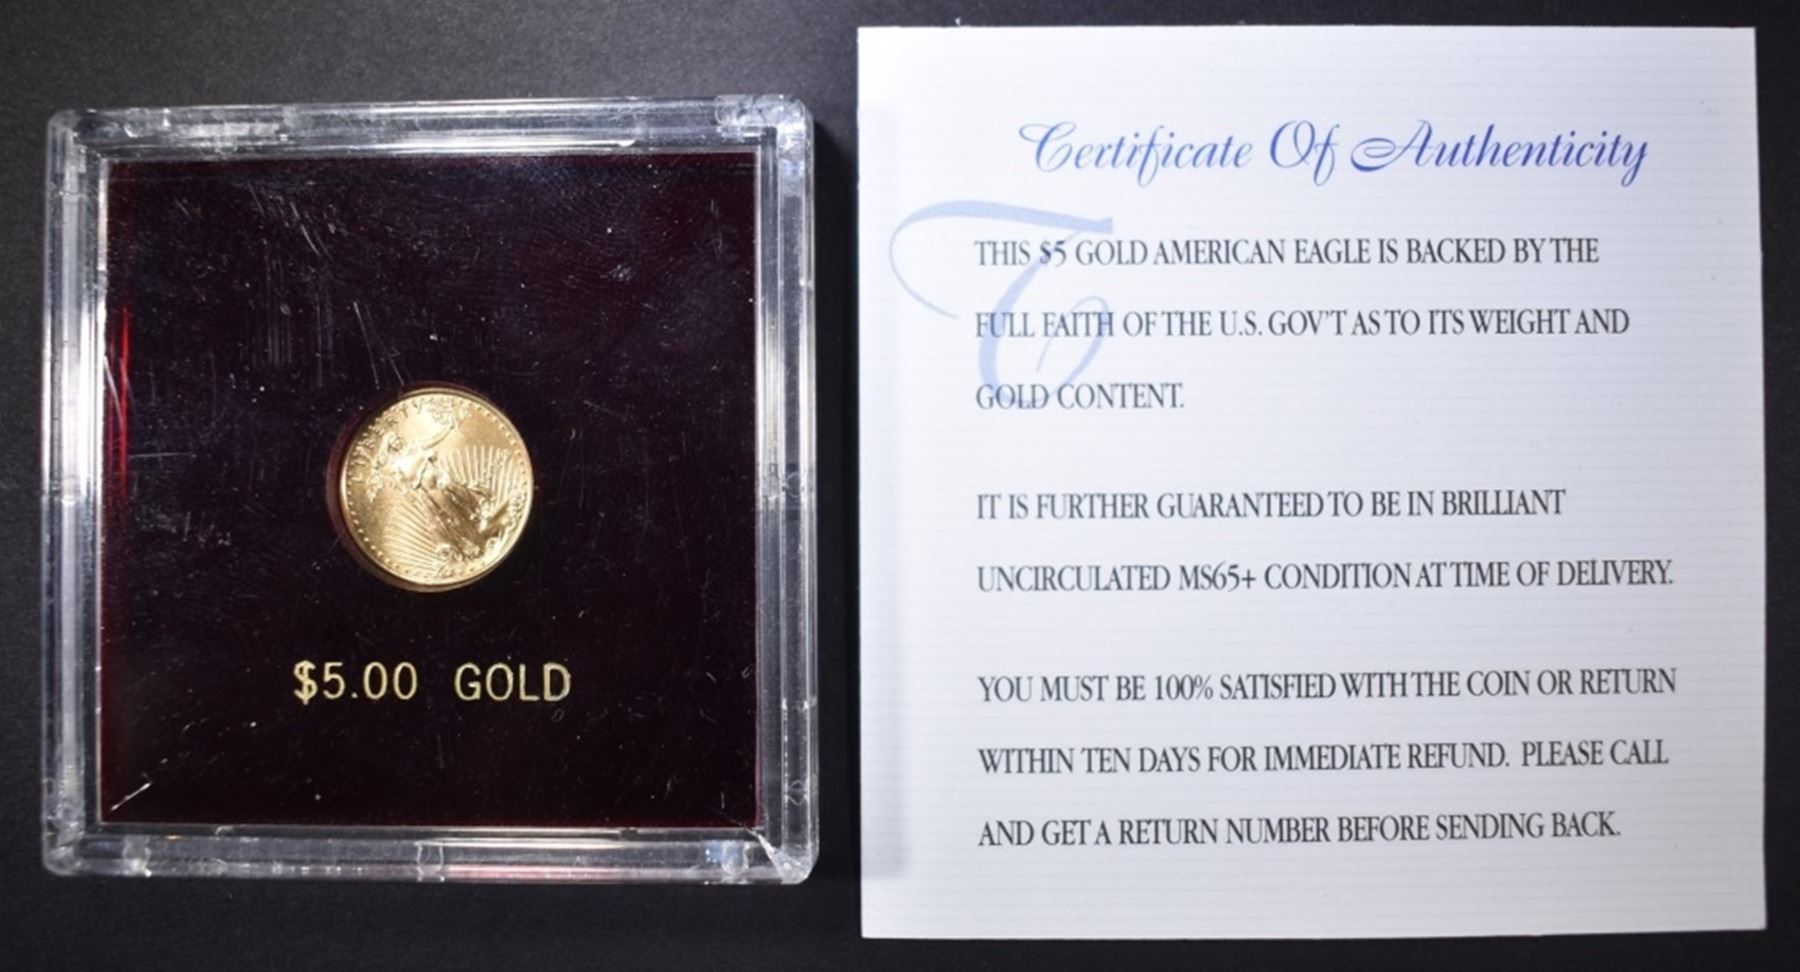 LIBERTY
$5.00 GOLD
Certificate Of Authenticity
THIS $5 GOLD AMERICAN EAGLE IS BACKED BY THE
FULL FAITH OF THE U.S. GOV'T AS TO ITS WEIGHT AND
GOLD CONTENT.
IT IS FURTHER GUARANTEED TO BE IN BRILLIANT
UNCIRCULATED MS65+ CONDITION AT TIME OF DELIVERY.
YOU MUST BE 100% SATISFIED WITH THE COIN OR RETURN
WITHIN TEN DAYS FOR IMMEDIATE REFUND. PLEASE CALL
AND GET A RETURN NUMBER BEFORE SENDING BACK.